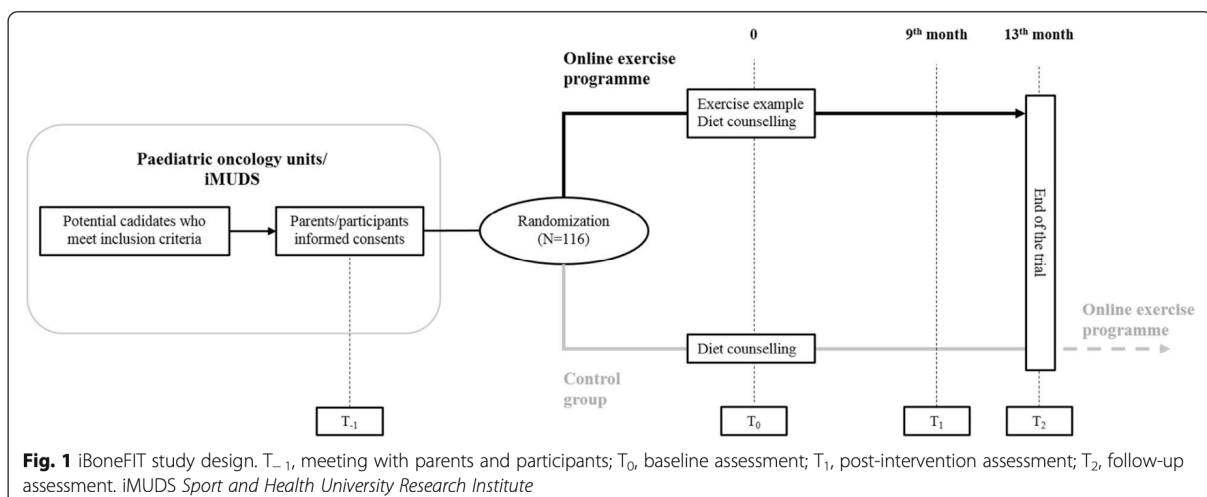 0
9th month
13th month
Online exercise
programme
Exercise example
Diet counselling
Paediatric oncology units/
iMUDS
Potential cadidates who
meet inclusion criteria
Parents/participants
informed consents
Randomization
(N=116)
End of the trial
Online exercise
programme
Diet counselling
Control
group
T-1
T0
T1
T2
Fig. 1 iBoneFIT study design. T− 1, meeting with parents and participants; T0, baseline assessment; T1, post-intervention assessment; T2, follow-up
assessment. iMUDS Sport and Health University Research Institute